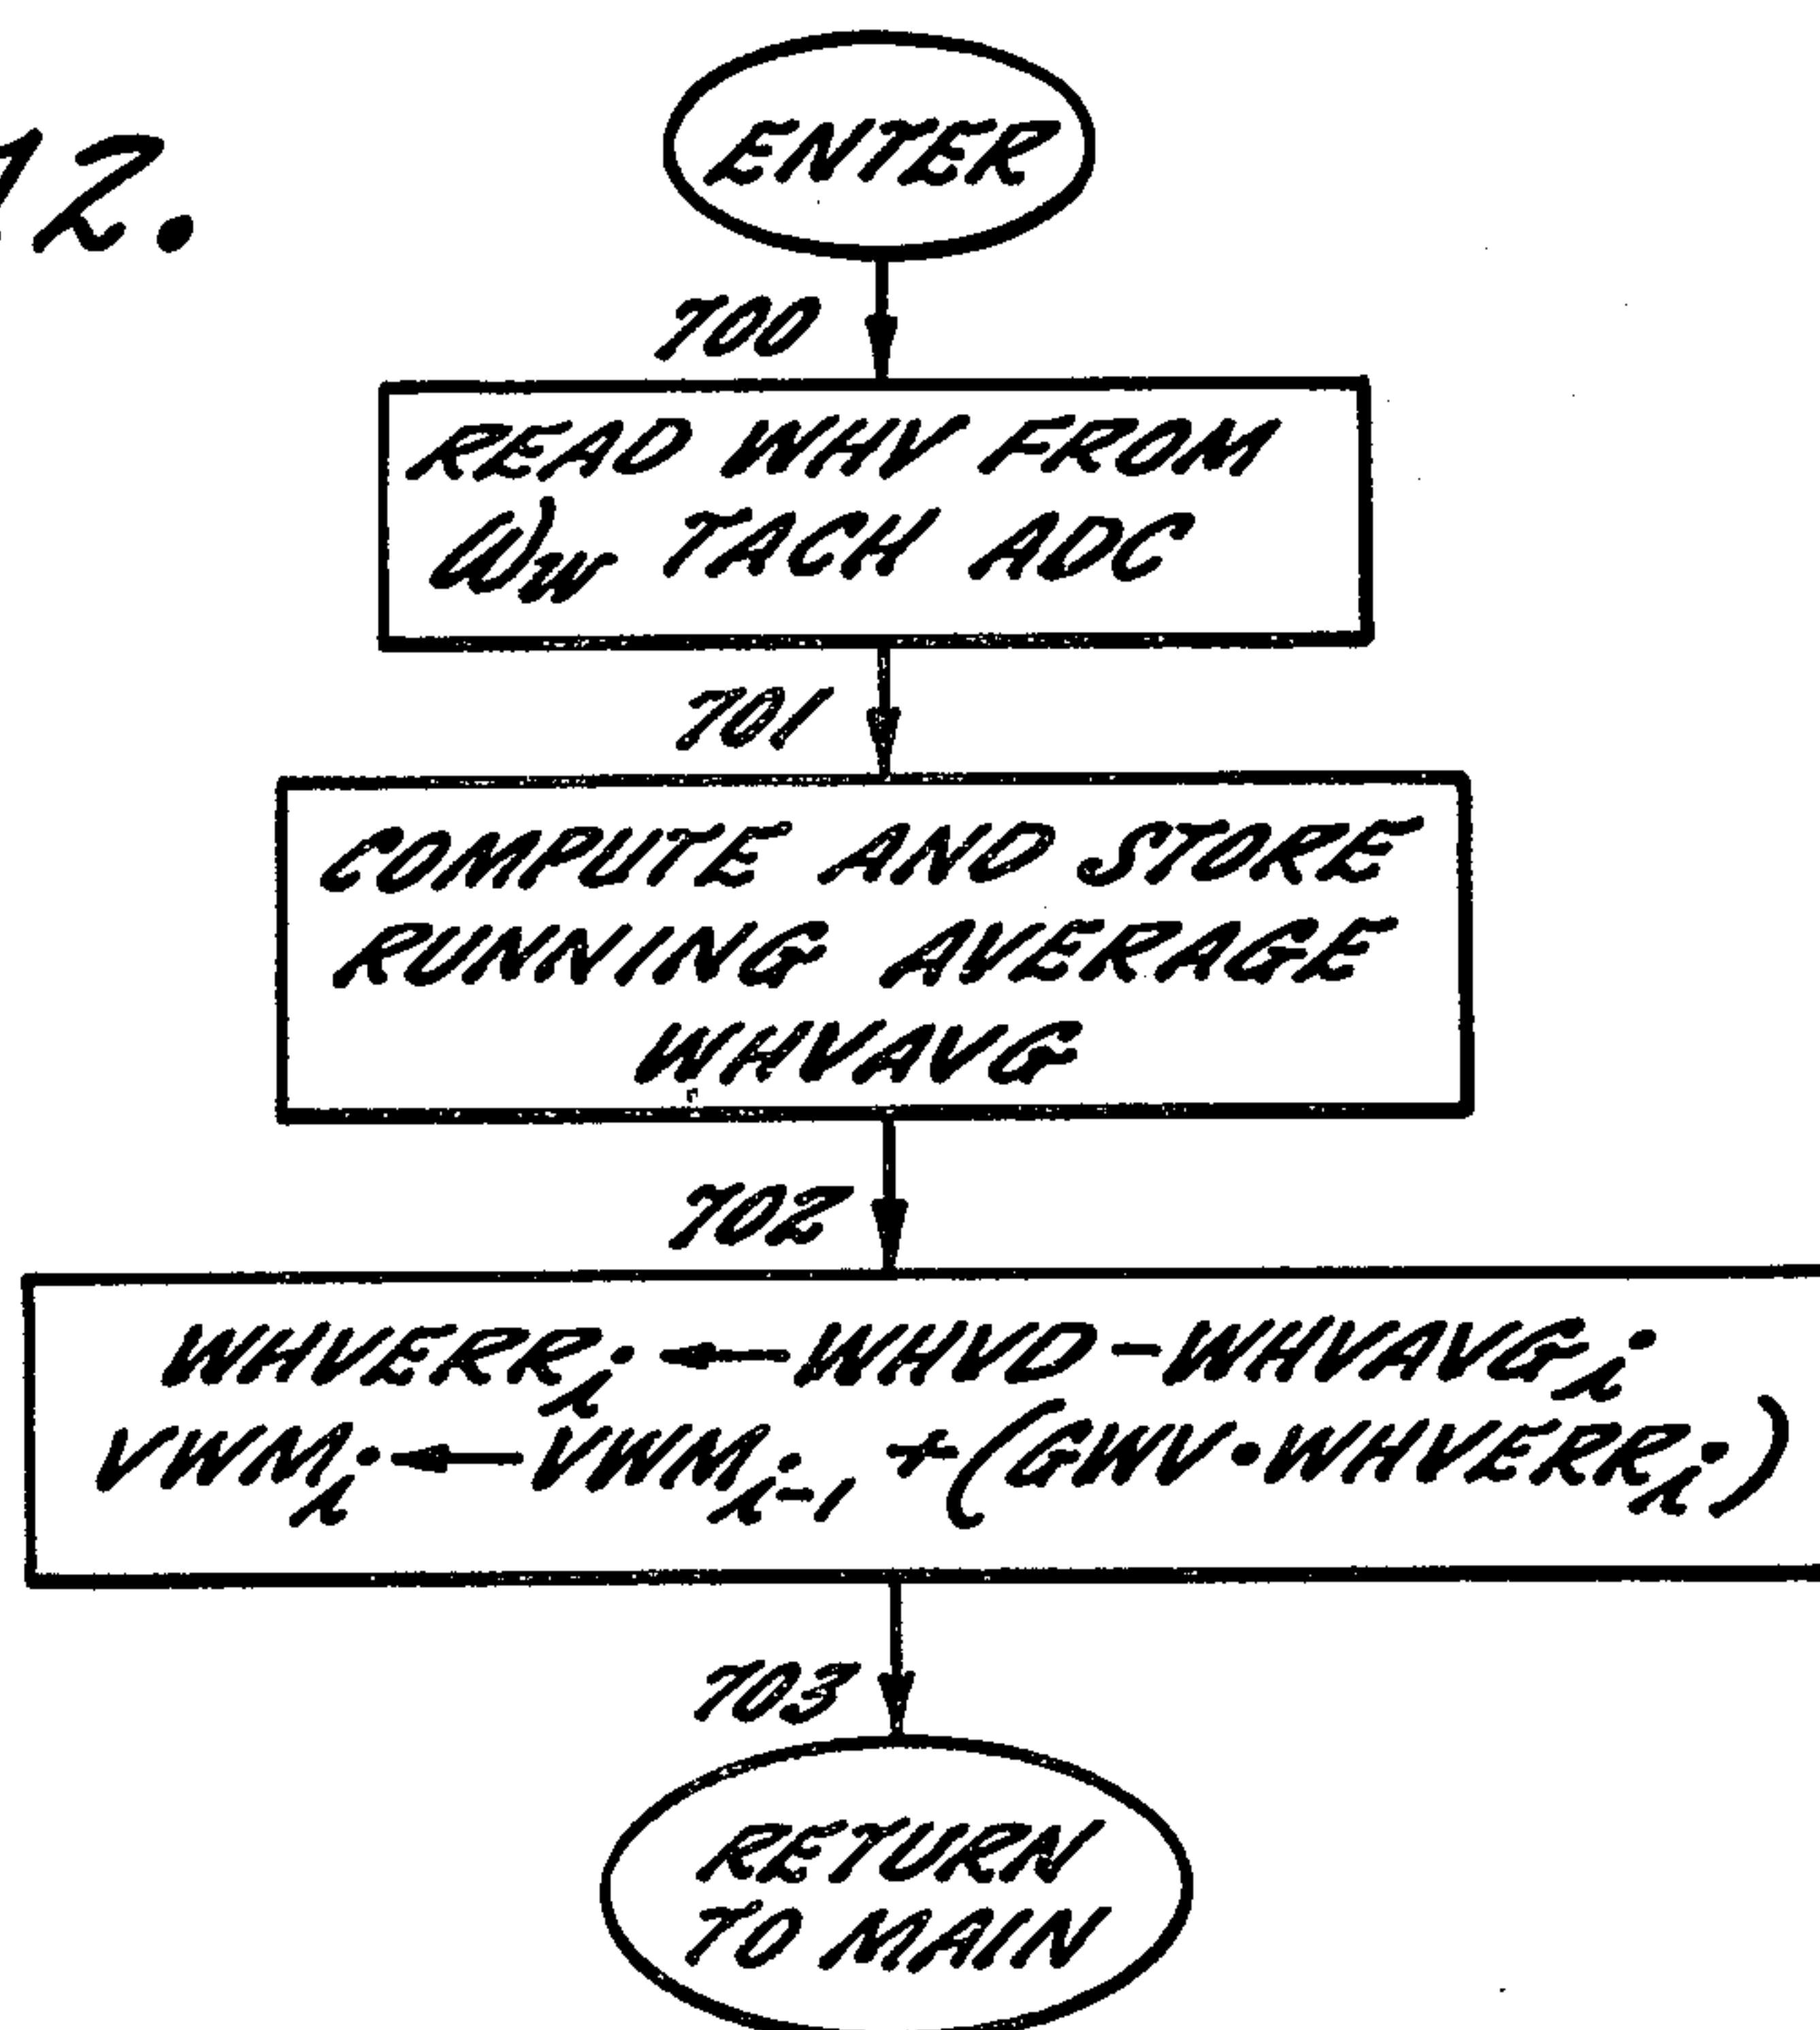 12.
ENTER
700
READ WHV FROM
ωw TACH ADC
701
COMPUTE AND STORE
RUNNING AVERAGE
WHVAVG
702
WHVERRi ← WHVD - WHVAVGi
VWMi ← VWMi-1 + (GWV • WHVERRi)
703
RETURN
TO MAIN